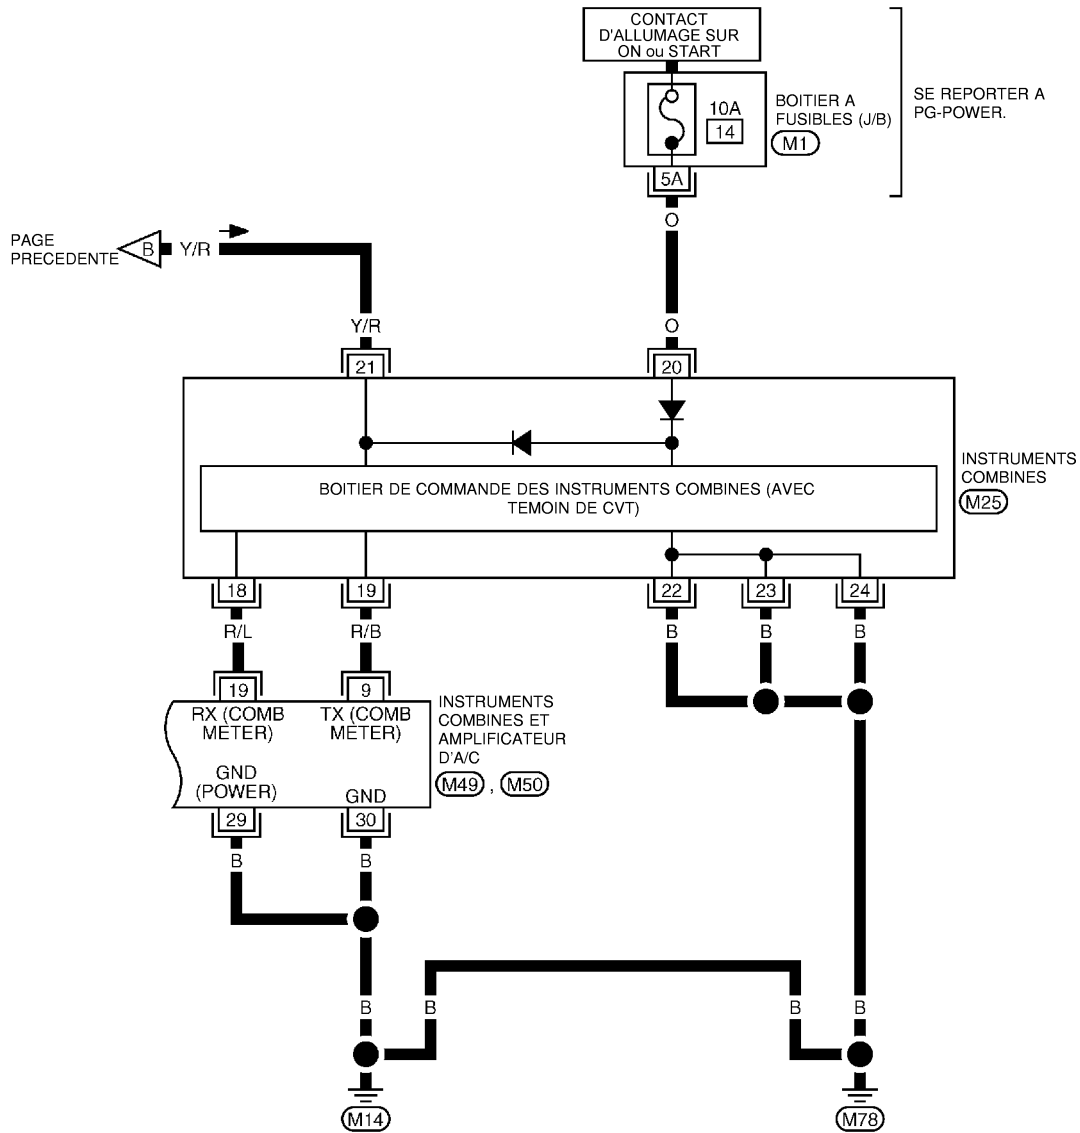 CONTACT
D'ALLUMAGE SUR
ON ou START
10A
14
BOITIER A
FUSIBLES (J/B)
M1
SE REPORTER A
PG-POWER.
5A
O
PAGE
PRECEDENTE
B
Y/R
Y/R
O
21
20
BOITIER DE COMMANDE DES INSTRUMENTS COMBINES (AVEC
TEMOIN DE CVT)
INSTRUMENTS
COMBINES
M25
18
19
22
23
24
R/L
R/B
B
B
B
19
9
RX (COMB
METER)
TX (COMB
METER)
GND
(POWER)
GND
INSTRUMENTS
COMBINES ET
AMPLIFICATEUR
D'A/C
M49 , M50
29
30
B
B
B
B
B
B
M14
M78